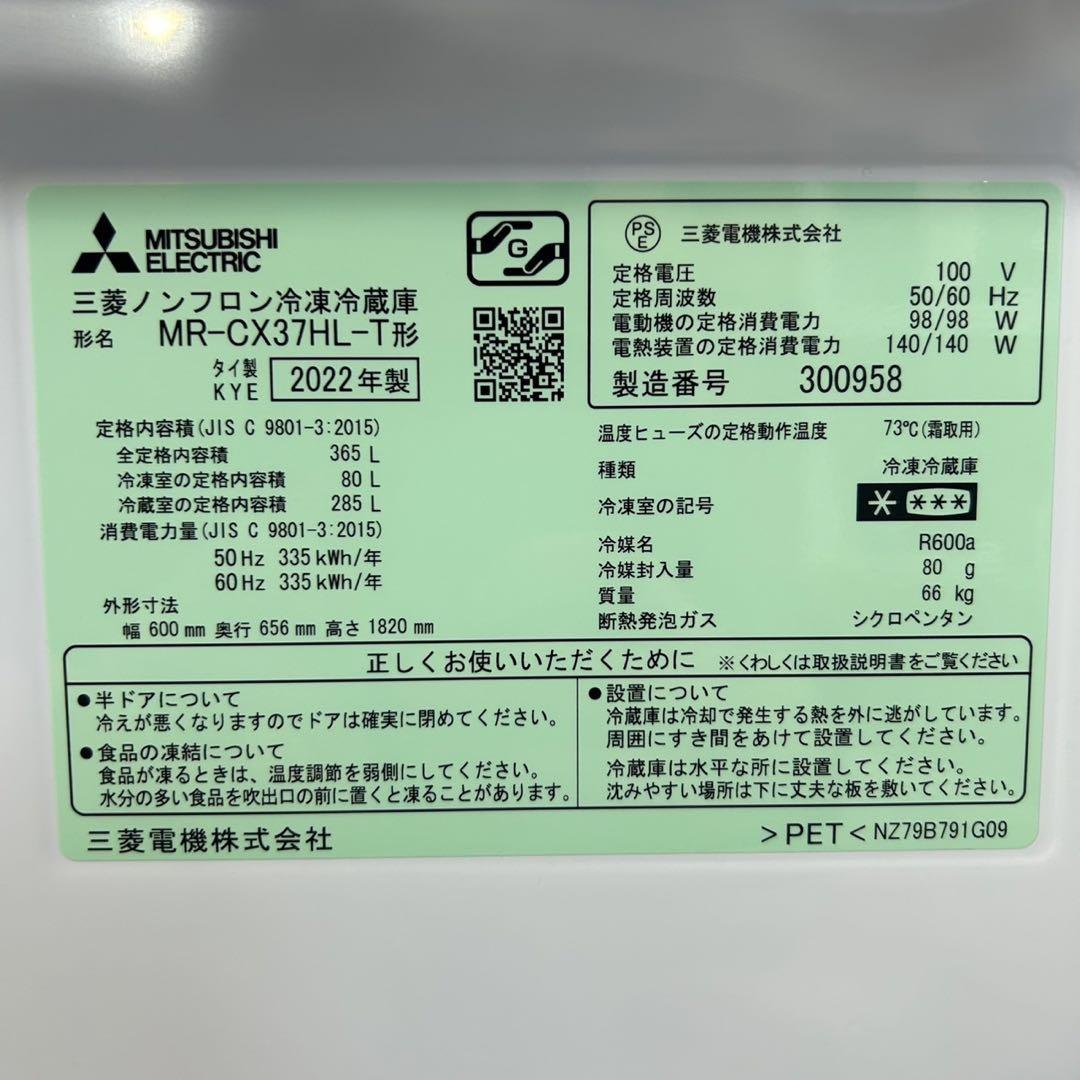 MITSUBISHI
ELECTRIC
G
三菱ノンフロン冷凍冷蔵庫
形名 MR-CX37HL-T形
タイ製
KYE 2022年製
定格内容積(JIS C 9801-3:2015)
全定格内容積 365 L
冷凍室の定格内容積 80 L
冷蔵室の定格内容積 285 L
消費電力量(JIS C 9801-3:2015)
50Hz 335kWh/年
60Hz 335kWh/年
外形寸法
幅 600mm 奥行 656mm 高さ 1820mm
PSE 三菱電機株式会社
定格電圧 100 V
定格周波数 50/60 Hz
電動機の定格消費電力 98/98 W
電熱装置の定格消費電力 140/140 W
製造番号 300958
温度ヒューズの定格動作温度 73℃(霜取用)
種類 冷凍冷蔵庫
冷凍室の記号 * ***
冷媒名 R600a
冷媒封入量 80 g
質量 66 kg
断熱発泡ガス シクロペンタン
正しくお使いいただくために ※くわしくは取扱説明書をご覧ください
●半ドアについて
冷えが悪くなりますのでドアは確実に閉めてください。
●食品の凍結について
食品が凍るときは、温度調節を弱側にしてください。
水分の多い食品を吹出口の前に置くと凍ることがあります。
●設置について
冷蔵庫は冷却で発生する熱を外に逃がしています。
周囲にすき間をあけて設置してください。
冷蔵庫は水平な所に設置してください。
沈みやすい場所は下に丈夫な板を敷いてください。
三菱電機株式会社
>PET< NZ79B791G09